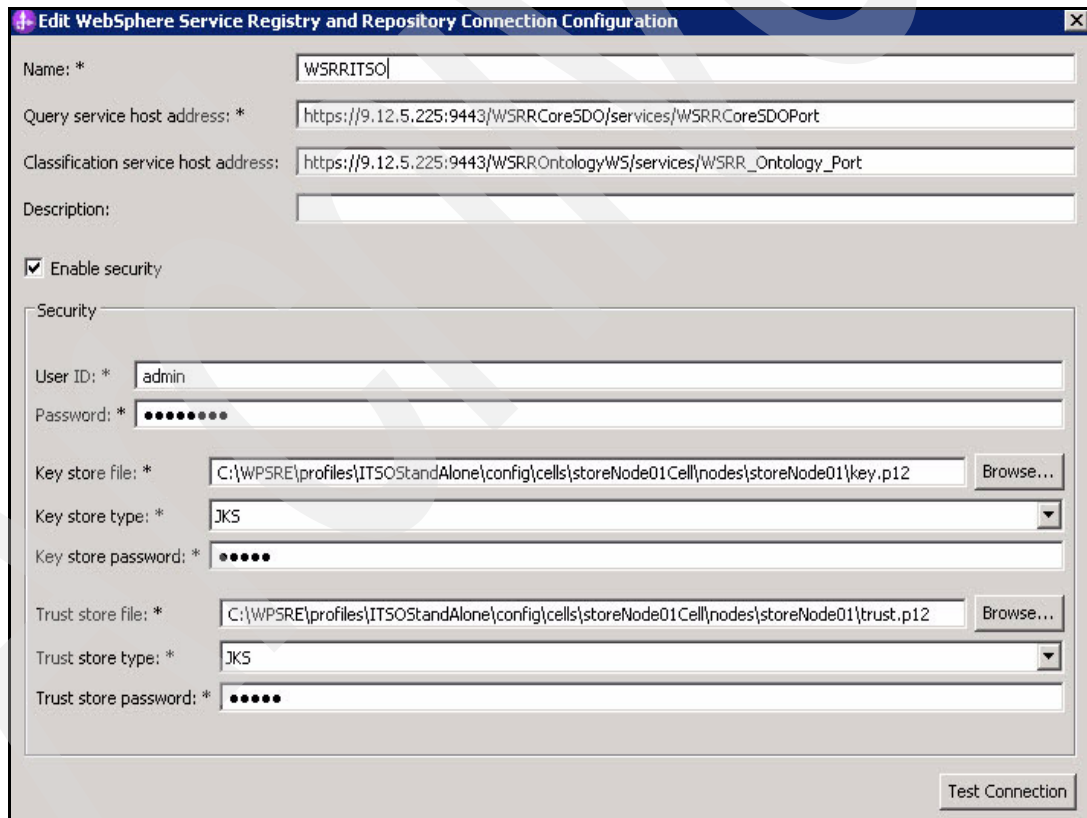 Edit WebSphere Service Registry and Repository Connection Configuration
Name: * WSRRITSO
Query service host address: * https://9.12.5.225:9443/WSRRCoreSDO/services/WSRRCoreSDOPort
Classification service host address: https://9.12.5.225:9443/WSRROntologyWS/services/WSRR_Ontology_Port
Description:
Enable security
Security
User ID: * admin
Password: * ●●●●●●●●
Key store file: * C:\WPSRE\profiles\ITSOStandAlone\config\cells\storeNode01Cell\nodes\storeNode01\key.p12 Browse...
Key store type: * JKS
Key store password: * ●●●●●
Trust store file: * C:\WPSRE\profiles\ITSOStandAlone\config\cells\storeNode01Cell\nodes\storeNode01\trust.p12 Browse...
Trust store type: * JKS
Trust store password: * ●●●●●
Test Connection